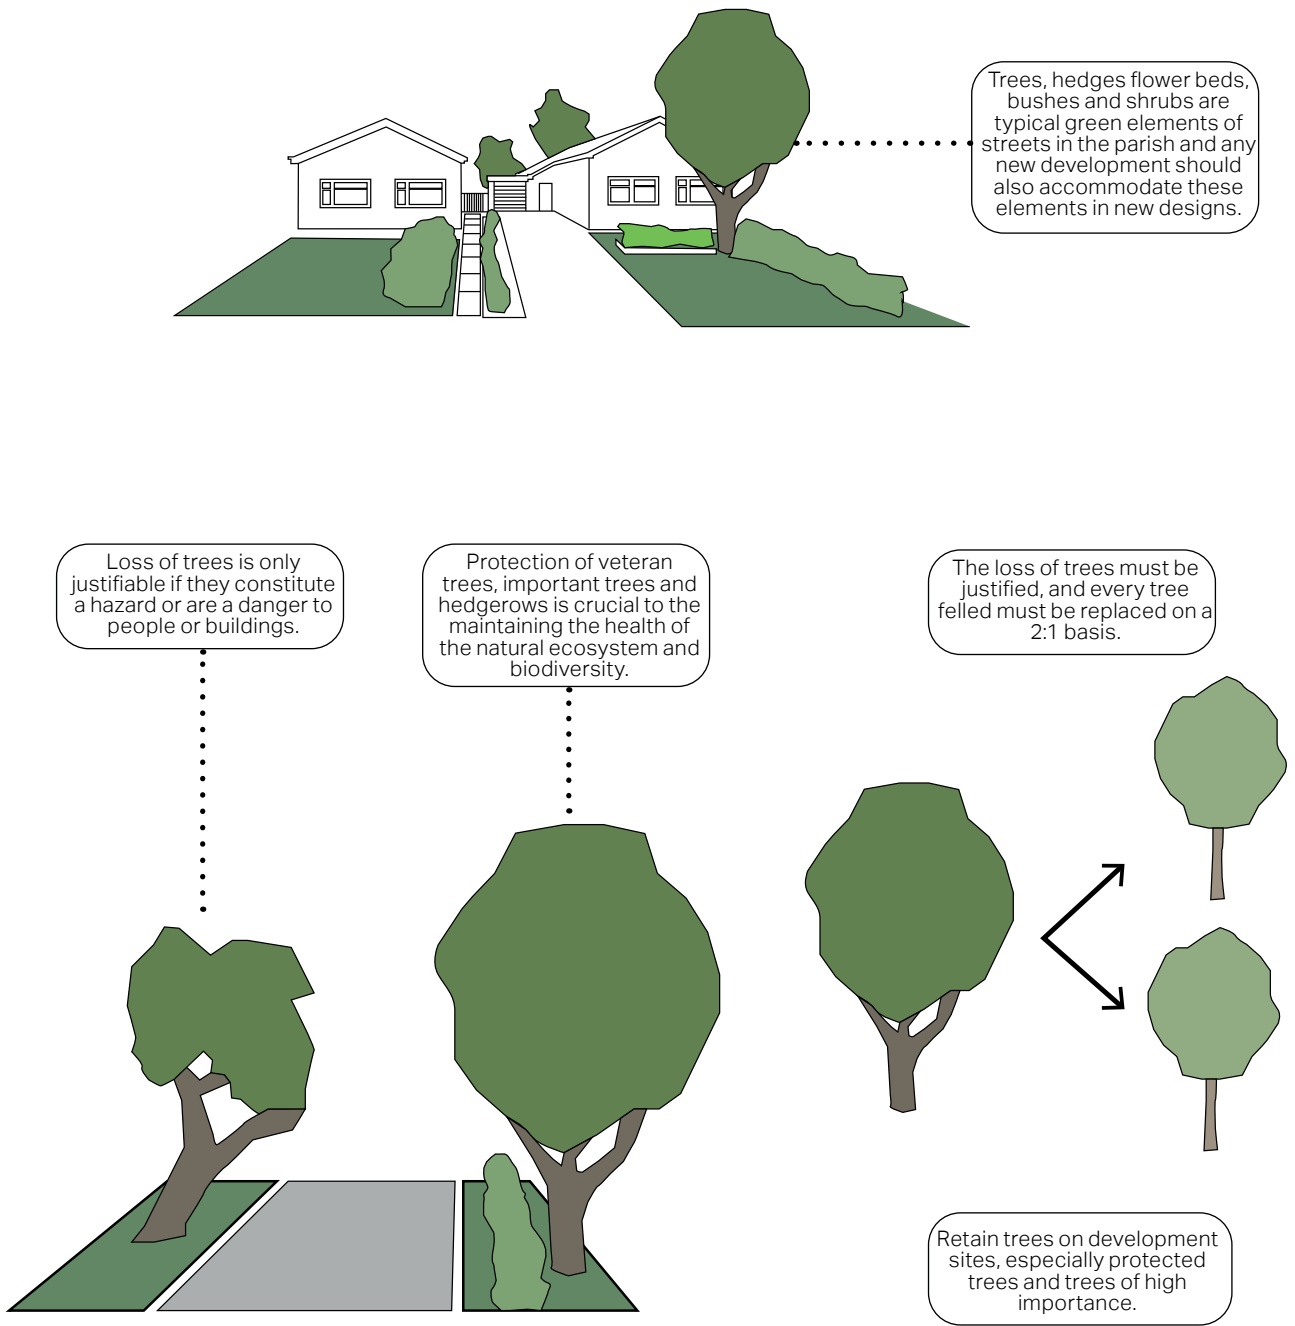 Trees, hedges flower beds,
bushes and shrubs are
typical green elements of
streets in the parish and any
new development should
also accommodate these
elements in new designs.
Loss of trees is only
justifiable if they constitute
a hazard or are a danger to
people or buildings.
Protection of veteran
trees, important trees and
hedgerows is crucial to the
maintaining the health of
the natural ecosystem and
biodiversity.
The loss of trees must be
justified, and every tree
felled must be replaced on a
2:1 basis.
Retain trees on development
sites, especially protected
trees and trees of high
importance.